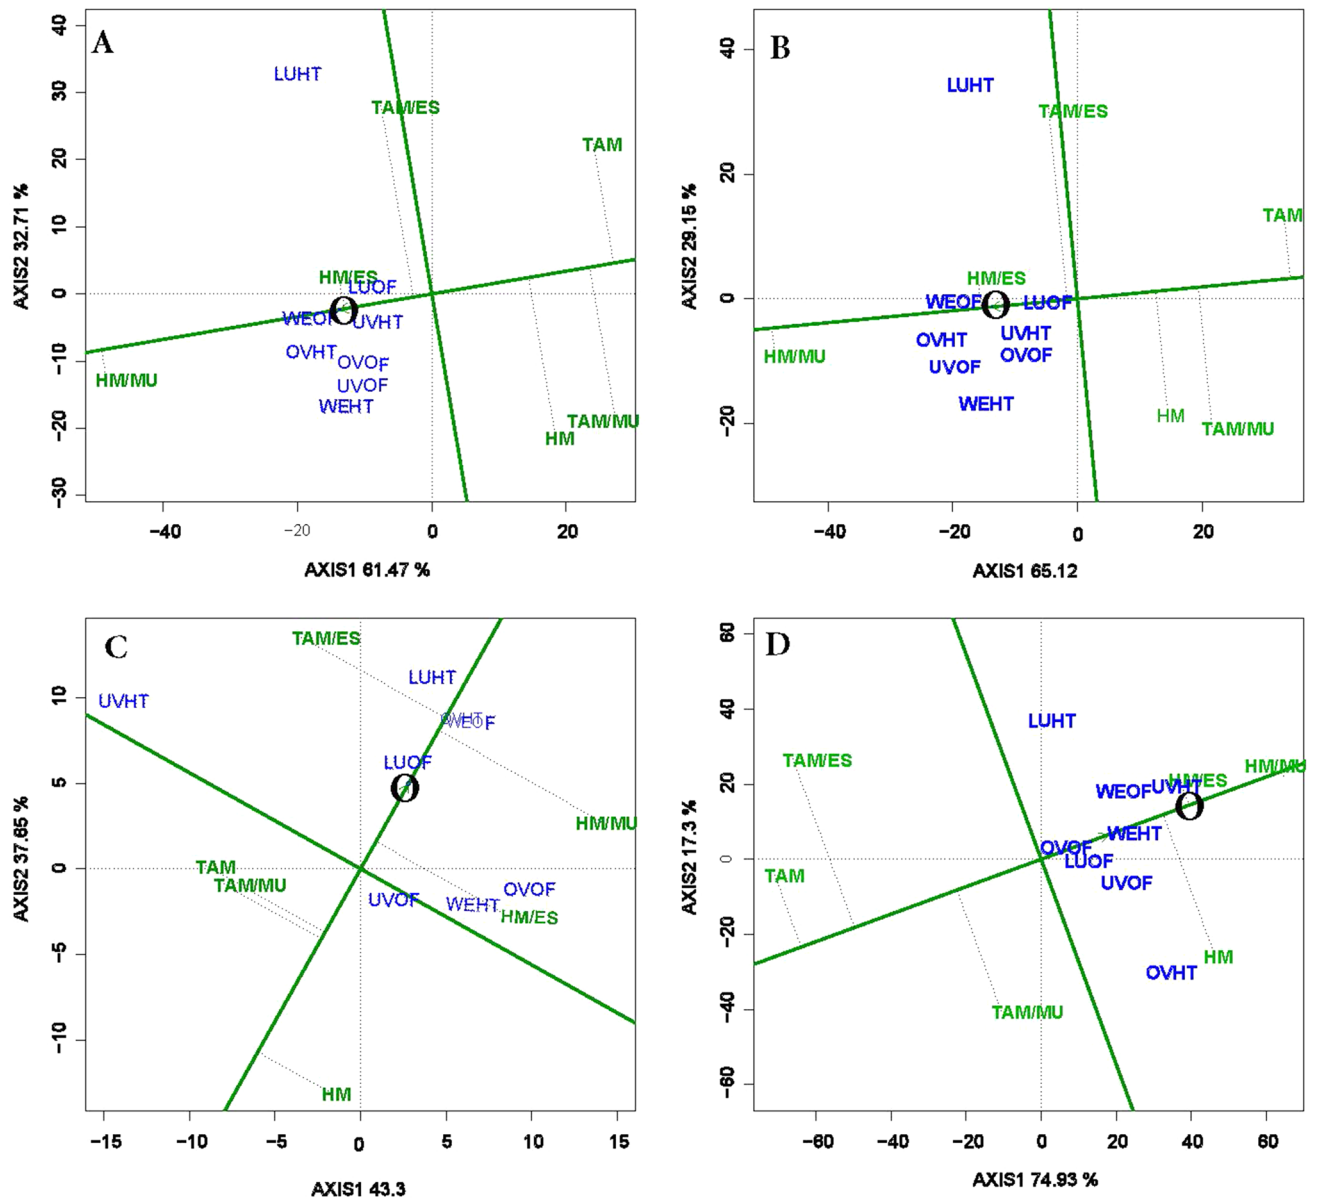 A
40
30
20
10
0
−10
−20
−30
AXIS2 32.71 %
LUHT
TAM/ES
TAM
HM/ES
LUOF
O
WEOF
UVHT
OVHT
OVOF
UVOF
WEHT
HM/MU
TAM/MU
HM
−40
−20
0
20
AXIS1 61.47 %
B
40
20
0
−20
AXIS2 29.15 %
LUHT
TAM/ES
TAM
HM/ES
WEOF
O
LUOF
OVHT
UVHT
OVOF
UVOF
WEHT
HM/MU
HM
TAM/MU
−40
−20
0
20
AXIS1 65.12
C
10
5
0
−5
−10
AXIS2 37.65 %
TAM/ES
UVHT
LUHT
OVHT
WEOF
LUOF
O
HM/MU
TAM
TAM/MU
UVOF
WEHT
OVOF
HM/ES
HM
−15
−10
−5
0
5
10
15
AXIS1 43.3
D
60
40
20
0
−20
−40
−60
AXIS2 17.3 %
LUHT
TAM/ES
HM/MU
HM/ES
WEOF
UVHT
O
WEHT
OVOF
LUOF
UVOF
TAM
HM
OVHT
TAM/MU
−60
−40
−20
0
20
40
60
AXIS1 74.93 %